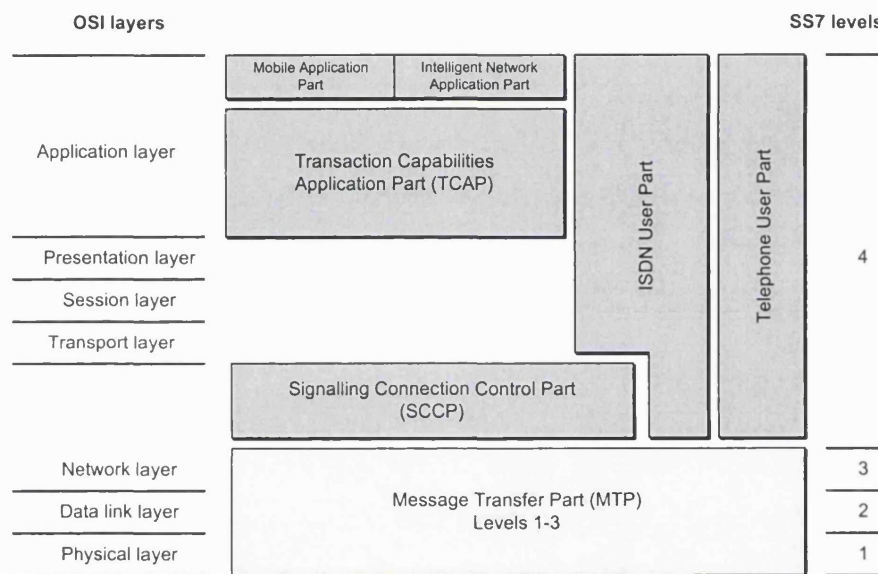 OSI layers
SS7 levels
Mobile Application
Part
Intelligent Network
Application Part
Application layer
Transaction Capabilities
Application Part (TCAP)
ISDN User Part
Telephone User Part
Presentation layer
4
Session layer
Transport layer
Signalling Connection Control Part
(SCCP)
Network layer
3
Message Transfer Part (MTP)
Levels 1-3
Data link layer
2
Physical layer
1